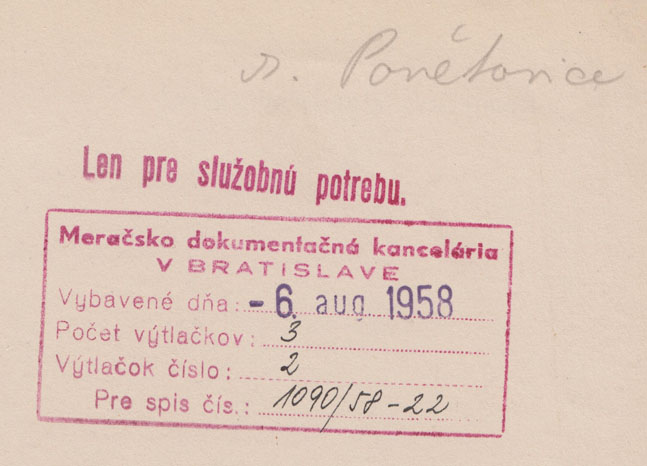 r. Ponětovice
Len pre služobnú potrebu.
Meračsko dokumentačná kancelária
V BRATISLAVE
Vybavené dňa: - 6. aug 1958
Počet výtlačkov: 3
Výtlačok číslo: 2
Pre spis čís.: 1090/58-22